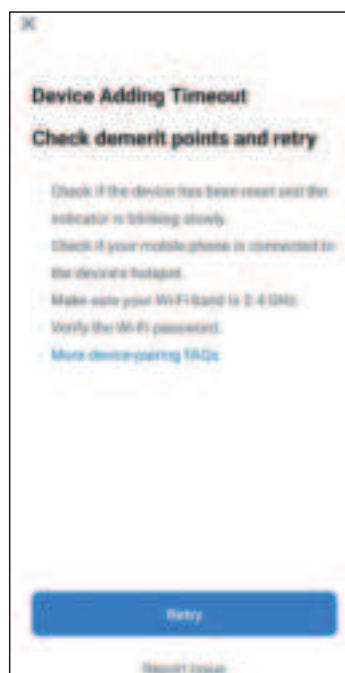 Device Adding Timeout
Check demerit points and retry
Check if the device has been reset and the
indicator is blinking slowly.
Check if your mobile phone is connected to
the device's hotspot.
Make sure your Wi-Fi band is 2.4 GHz.
Verify the Wi-Fi password.
More device-pairing FAQs
Retry
Report Issue